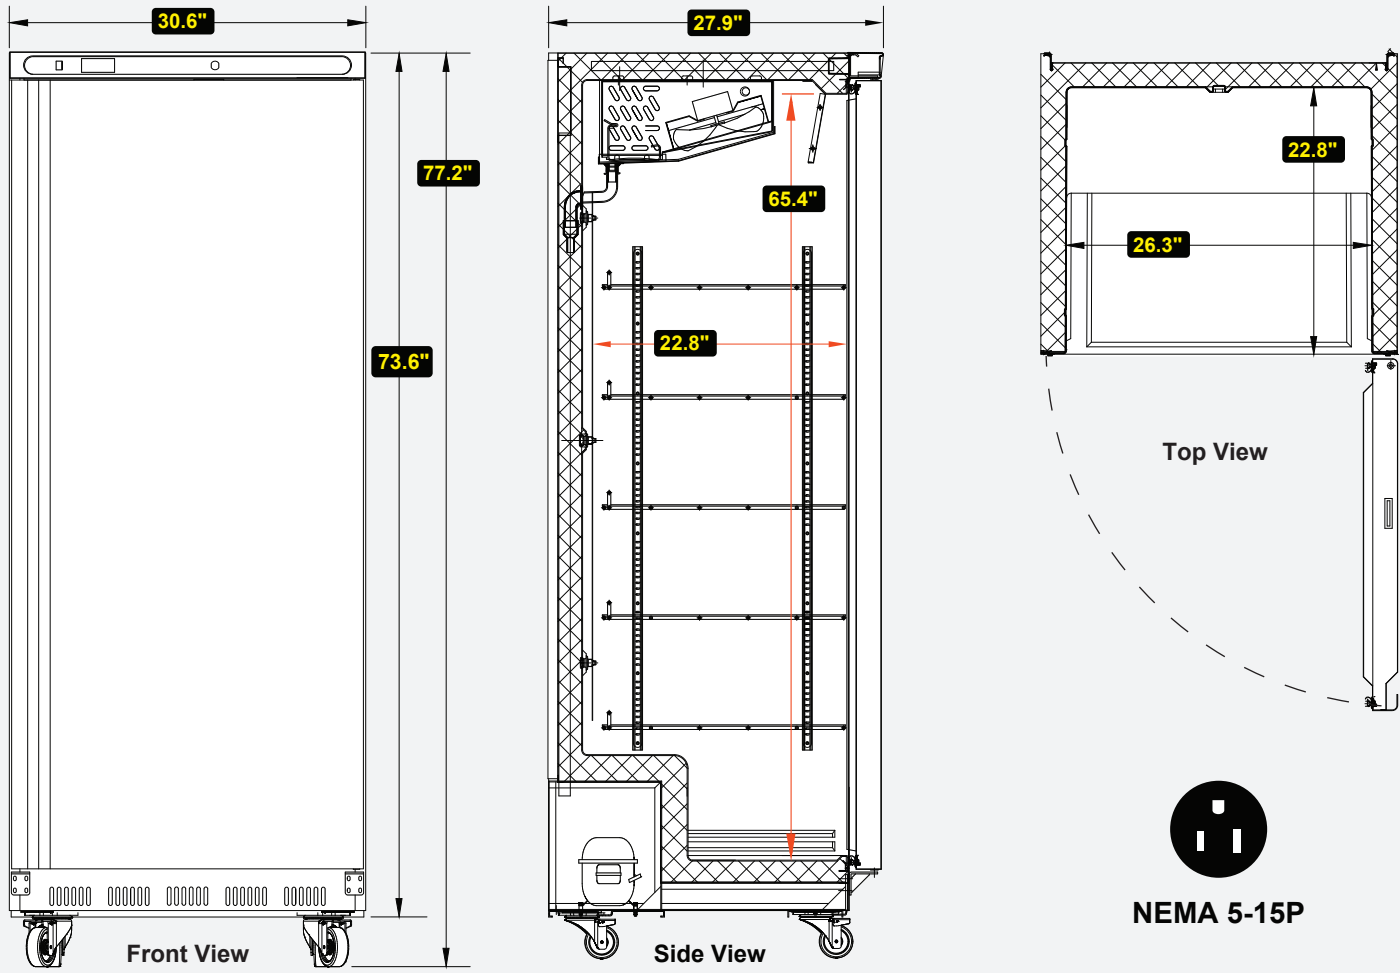 30.6"
27.9"
77.2"
73.6"
65.4"
22.8"
22.8"
26.3"
Top View
Front View
Side View
NEMA 5-15P